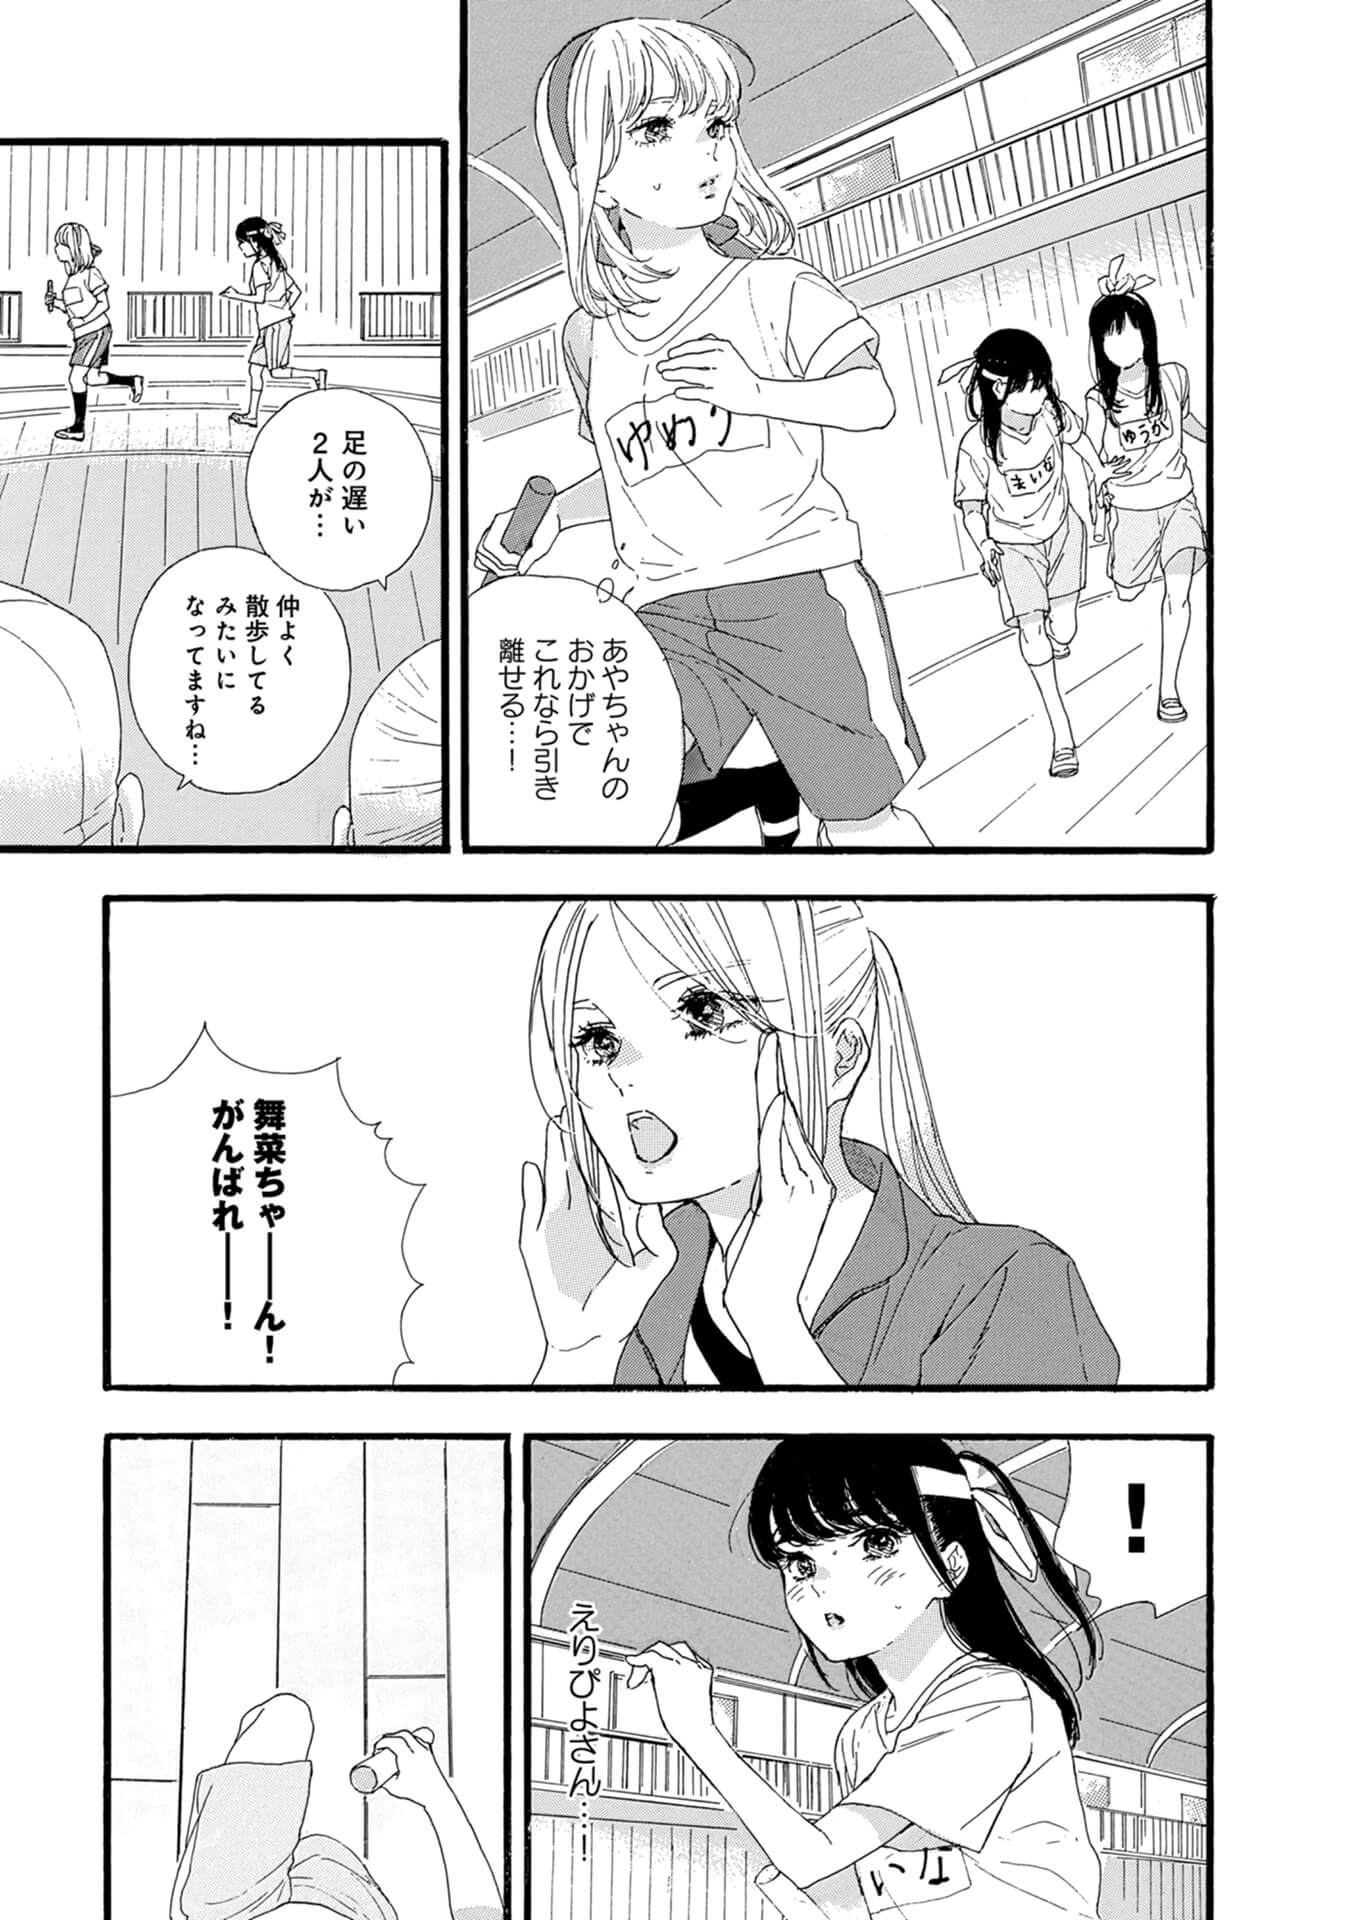 ゆめり
まいな
ゆうか
あやちゃんの
おかげで
これなら引き
離せる…!
足の遅い
2人が…
仲よく
散歩してる
みたいに
なってますね…
舞菜ちゃーーん!
がんばれーー!
!
えりぴよさん…!
いな